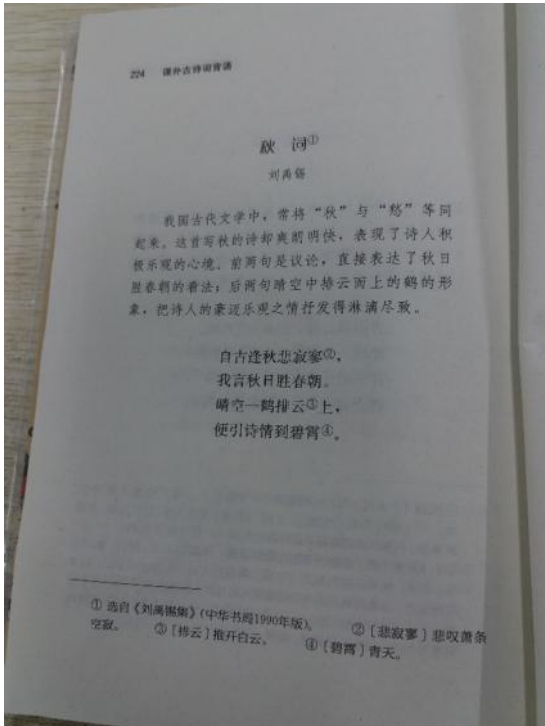 224 课外古诗词背诵
秋 词①
刘禹锡
我国古代文学中，常将“秋”与“愁”等同
起来。这首写秋的诗却爽朗明快，表现了诗人积
极乐观的心境。前两句是议论，直接表达了秋日
胜春朝的看法；后两句晴空中排云而上的鹤的形
象，把诗人的豪迈乐观之情抒发得淋漓尽致。
自古逢秋悲寂寥②，
我言秋日胜春朝。
晴空一鹤排云③上，
便引诗情到碧霄④。
① 选自《刘禹锡集》（中华书局1990年版）。 ②〔悲寂寥〕悲叹萧条
空寂。 ③〔排云〕推开白云。 ④〔碧霄〕青天。